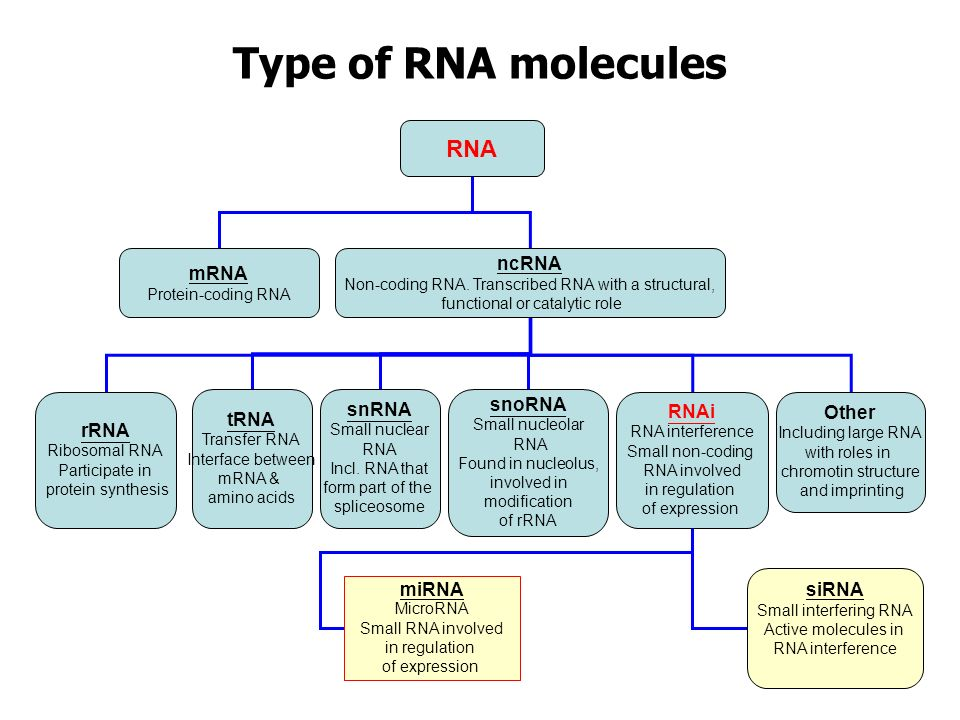 Type of RNA molecules
RNA
mRNA
Protein-coding RNA
ncRNA
Non-coding RNA. Transcribed RNA with a structural,
functional or catalytic role
rRNA
Ribosomal RNA
Participate in
protein synthesis
tRNA
Transfer RNA
Interface between
mRNA &
amino acids
snRNA
Small nuclear
RNA
Incl. RNA that
form part of the
spliceosome
snoRNA
Small nucleolar
RNA
Found in nucleolus,
involved in
modification
of rRNA
RNAi
RNA interference
Small non-coding
RNA involved
in regulation
of expression
Other
Including large RNA
with roles in
chromotin structure
and imprinting
miRNA
MicroRNA
Small RNA involved
in regulation
of expression
siRNA
Small interfering RNA
Active molecules in
RNA interference